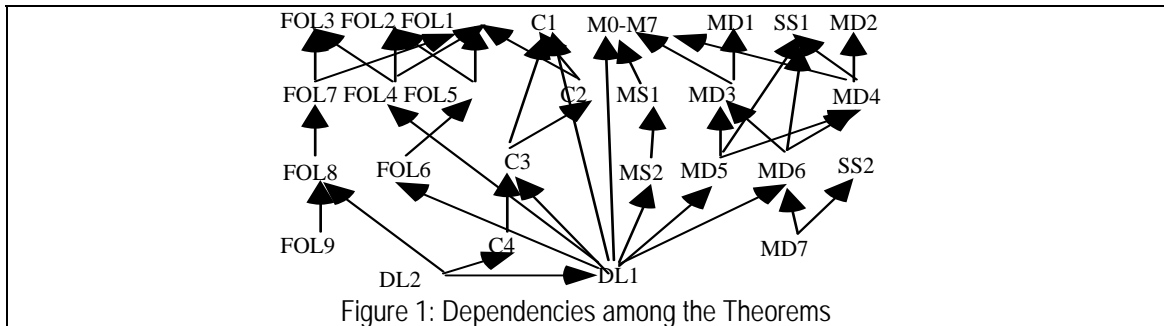 FOL3 FOL2 FOL1 C1 M0-M7 MD1 SS1 MD2
FOL7 FOL4 FOL5 C2 MS1 MD3 MD4
FOL8 FOL6 C3 MS2 MD5 MD6 SS2
FOL9 C4 MD7
DL2 DL1
Figure 1: Dependencies among the Theorems